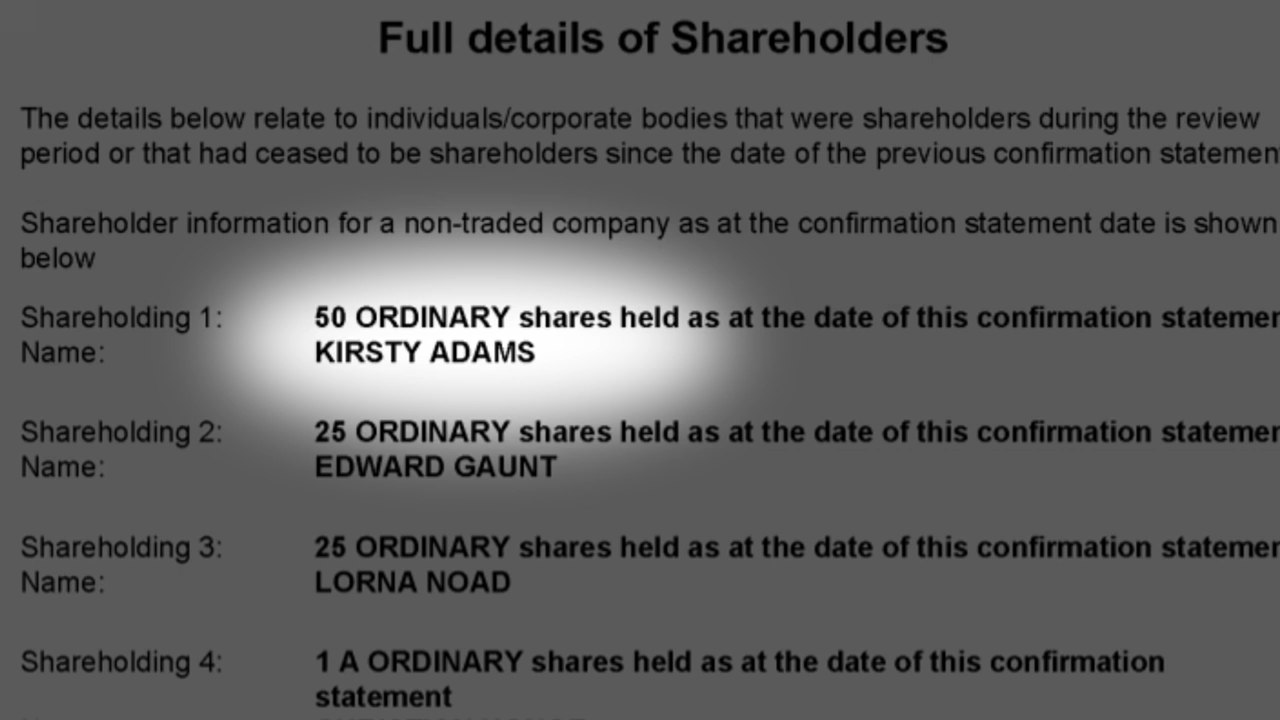 Full details of Shareholders
The details below relate to individuals/corporate bodies that were shareholders during the review
period or that had ceased to be shareholders since the date of the previous confirmation statemen
Shareholder information for a non-traded company as at the confirmation statement date is shown
below
Shareholding 1: 50 ORDINARY shares held as at the date of this confirmation statemer
Name: KIRSTY ADAMS
Shareholding 2: 25 ORDINARY shares held as at the date of this confirmation statemer
Name: EDWARD GAUNT
Shareholding 3: 25 ORDINARY shares held as at the date of this confirmation statemer
Name: LORNA NOAD
Shareholding 4: 1 A ORDINARY shares held as at the date of this confirmation
statement